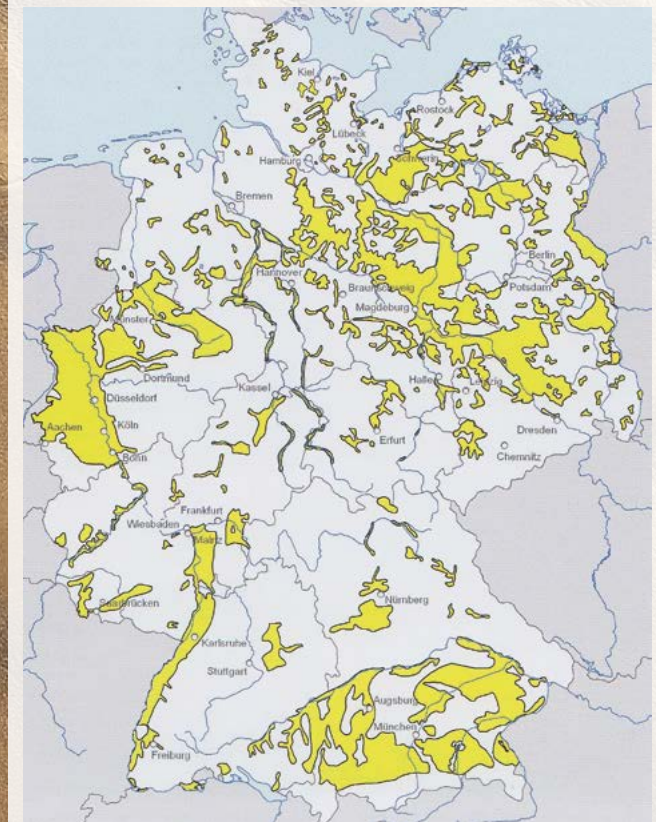 Kiel
Rostock
Lübeck
Schwerin
Hamburg
Bremen
Berlin
Hannover
Braunschweig
Potsdam
Magdeburg
Münster
Dortmund
Halle
Leipzig
Kassel
Düsseldorf
Köln
Aachen
Erfurt
Dresden
Bonn
Chemnitz
Frankfurt
Wiesbaden
Mainz
Nürnberg
Saarbrücken
Karlsruhe
Stuttgart
Augsburg
München
Freiburg